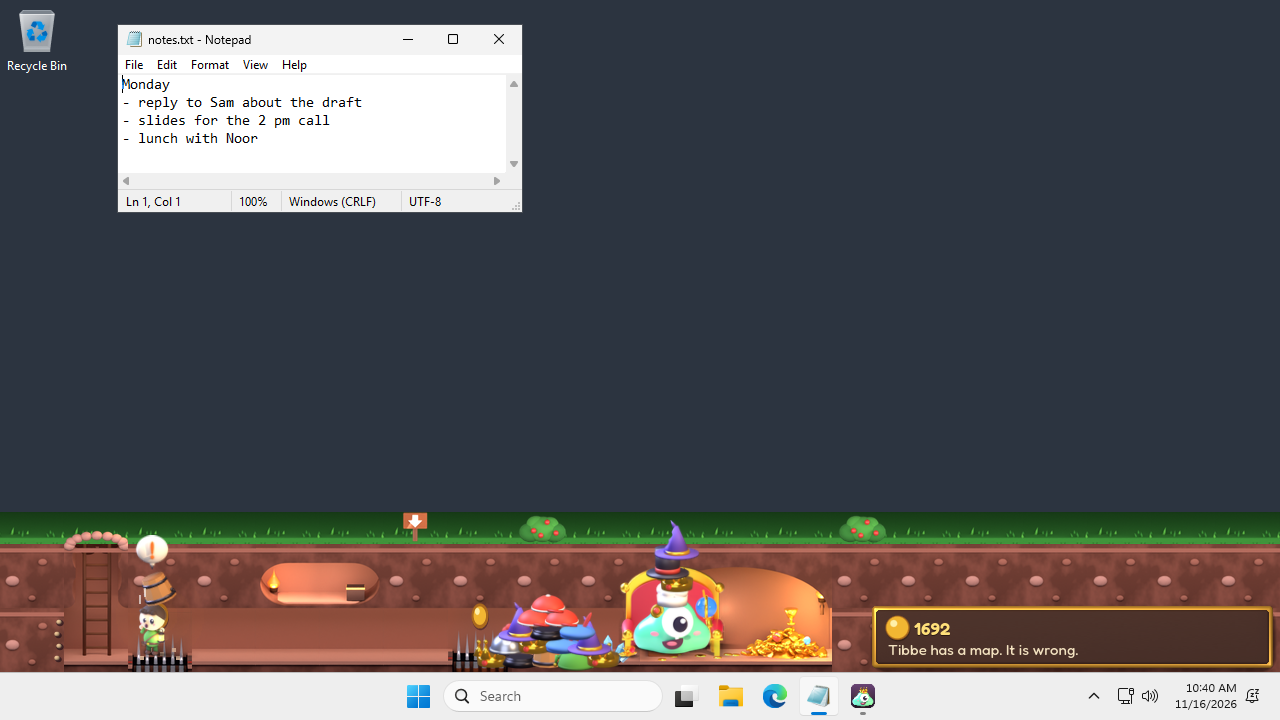 Recycle Bin
notes.txt - Notepad
File Edit Format View Help
Monday
- reply to Sam about the draft
- slides for the 2 pm call
- lunch with Noor
Ln 1, Col 1 100% Windows (CRLF) UTF-8
!
1692
Tibbe has a map. It is wrong.
Search
10:40 AM
11/16/2026